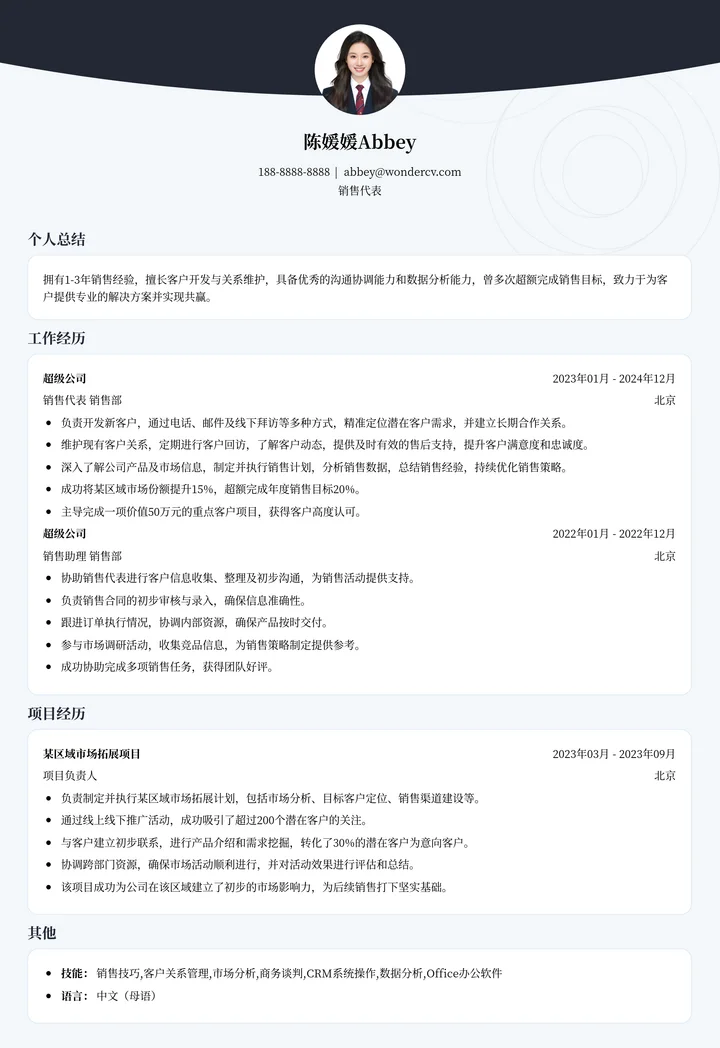 陈媛媛Abbey
188-8888-8888 | abbey@wondercv.com
销售代表
个人总结
拥有1-3年销售经验，擅长客户开发与关系维护，具备优秀的沟通协调能力和数据分析能力，曾多次超额完成销售目标，致力于为客
户提供专业的解决方案并实现共赢。
工作经历
超级公司 2023年01月 - 2024年12月
销售代表 销售部 北京
• 负责开发新客户，通过电话、邮件及线下拜访等多种方式，精准定位潜在客户需求，并建立长期合作关系。
• 维护现有客户关系，定期进行客户回访，了解客户动态，提供及时有效的售后支持，提升客户满意度和忠诚度。
• 深入了解公司产品及市场信息，制定并执行销售计划，分析销售数据，总结销售经验，持续优化销售策略。
• 成功将某区域市场份额提升15%，超额完成年度销售目标20%。
• 主导完成一项价值50万元的重点客户项目，获得客户高度认可。
超级公司 2022年01月 - 2022年12月
销售助理 销售部 北京
• 协助销售代表进行客户信息收集、整理及初步沟通，为销售活动提供支持。
• 负责销售合同的初步审核与录入，确保信息准确性。
• 跟进订单执行情况，协调内部资源，确保产品按时交付。
• 参与市场调研活动，收集竞品信息，为销售策略制定提供参考。
• 成功协助完成多项销售任务，获得团队好评。
项目经历
某区域市场拓展项目 2023年03月 - 2023年09月
项目负责人 北京
• 负责制定并执行某区域市场拓展计划，包括市场分析、目标客户定位、销售渠道建设等。
• 通过线上线下推广活动，成功吸引了超过200个潜在客户的关注。
• 与客户建立初步联系，进行产品介绍和需求挖掘，转化了30%的潜在客户为意向客户。
• 协调跨部门资源，确保市场活动顺利进行，并对活动效果进行评估和总结。
• 该项目成功为公司在该区域建立了初步的市场影响力，为后续销售打下坚实基础。
其他
• 技能： 销售技巧,客户关系管理,市场分析,商务谈判,CRM系统操作,数据分析,Office办公软件
• 语言： 中文（母语）